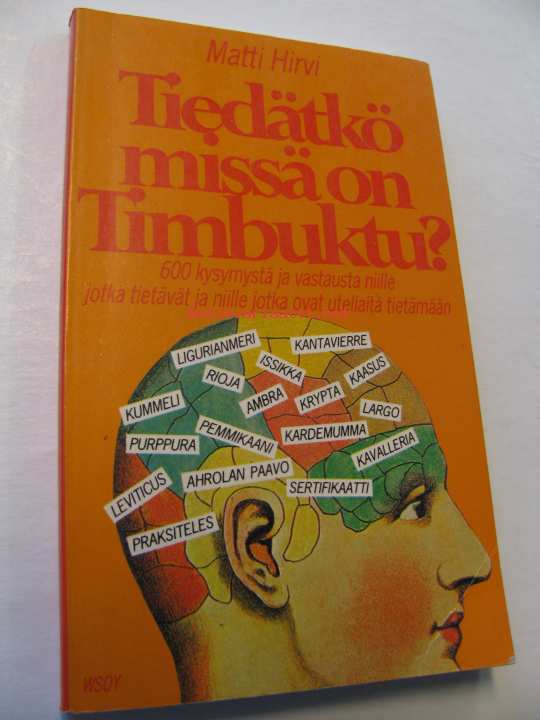 Matti Hirvi
Tiedätkö
missä on
Timbuktu?
600 kysymystä ja vastausta niille
jotka tietävät ja niille jotka ovat uteliaita tietämään
LIGURIANMERI
KANTAVIERRE
ISSIKKA
RIOJA
KAASUS
KUMMELI
AMBRA
KRYPTA
LARGO
PURPPURA
PEMMIKAANI
KARDEMUMMA
KAVALLERIA
LEVITICUS
AHROLAN PAAVO
SERTIFIKAATTI
PRAKSITELES
WSOY